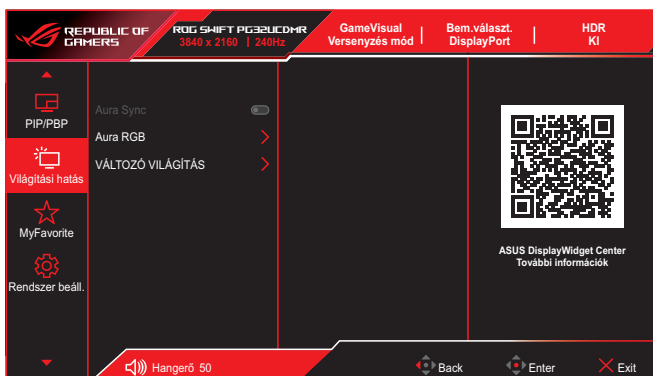 REPUBLIC OF
GAMERS
ROG SWIFT PG32UCDMR
3840 x 2160 | 240Hz
GameVisual
Versenyzés mód
Bem.választ.
DisplayPort
HDR
KI
PIP/PBP
Világítási hatás
MyFavorite
Rendszer beáll.
Aura Sync
Aura RGB
VÁLTOZÓ VILÁGÍTÁS
ASUS DisplayWidget Center
További információk
Hangerő 50
Back
Enter
Exit